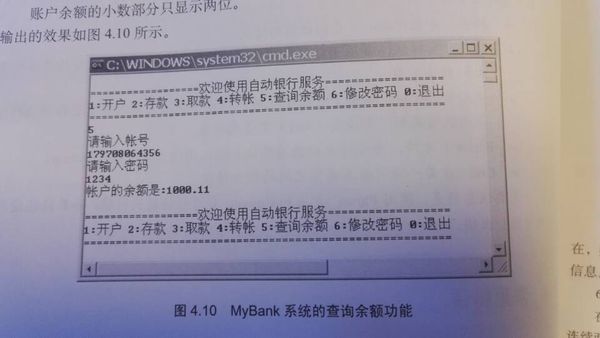 账户余额的小数部分只显示两位。
输出的效果如图 4.10 所示。
C:\WINDOWS\system32\cmd.exe
==================欢迎使用自动银行服务===================
1:开户 2:存款 3:取款 4:转帐 5:查询余额 6:修改密码 0:退出
======================================================
5
请输入帐号
179708064356
请输入密码
1234
帐户的余额是:1000.11
==================欢迎使用自动银行服务===================
1:开户 2:存款 3:取款 4:转帐 5:查询余额 6:修改密码 0:退出
======================================================
图 4.10 MyBank 系统的查询余额功能
在，
信息
连续